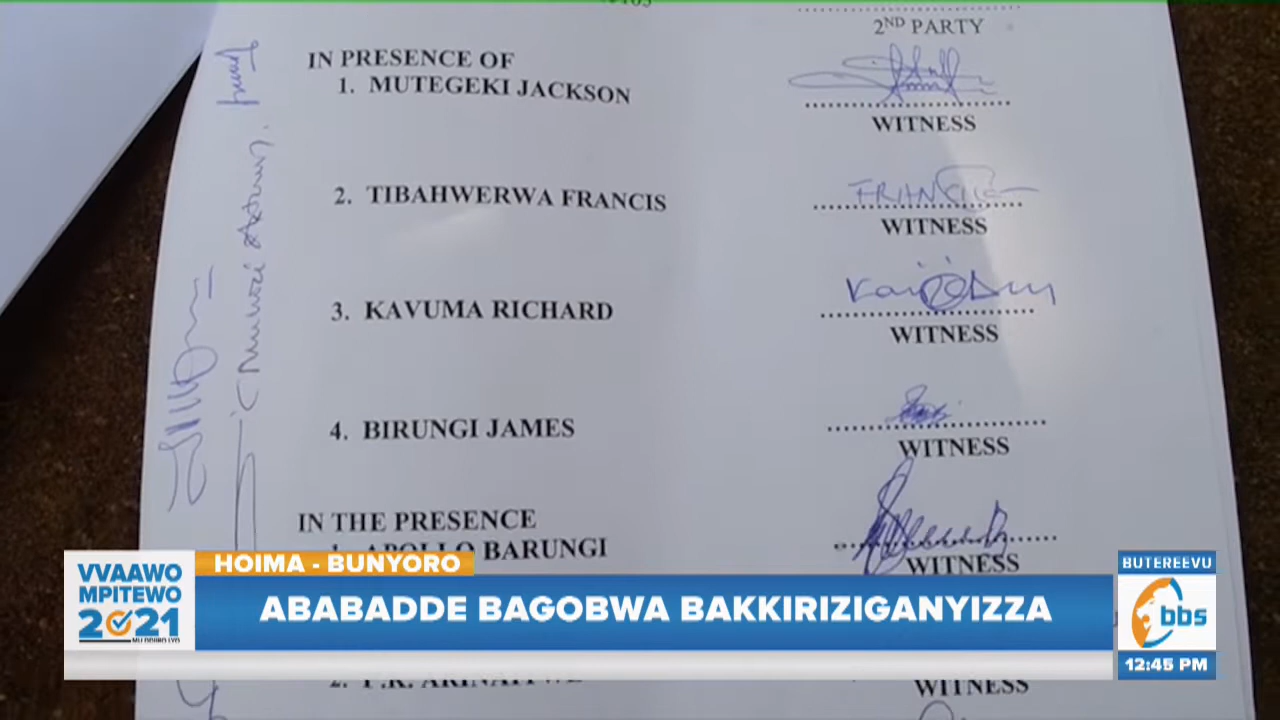 2ND PARTY
IN PRESENCE OF
1. MUTEGEKI JACKSON
WITNESS
2. TIBAHWERWA FRANCIS
WITNESS
3. KAVUMA RICHARD
WITNESS
4. BIRUNGI JAMES
WITNESS
IN THE PRESENCE
1. APOLLO BARUNGI
WITNESS
WITNESS
HOIMA - BUNYORO
ABABADDE BAGOBWA BAKKIRIZIGANYIZZA
VVAAWO
MPITEWO
2021
BUTEREEVU
bbs
12:45 PM